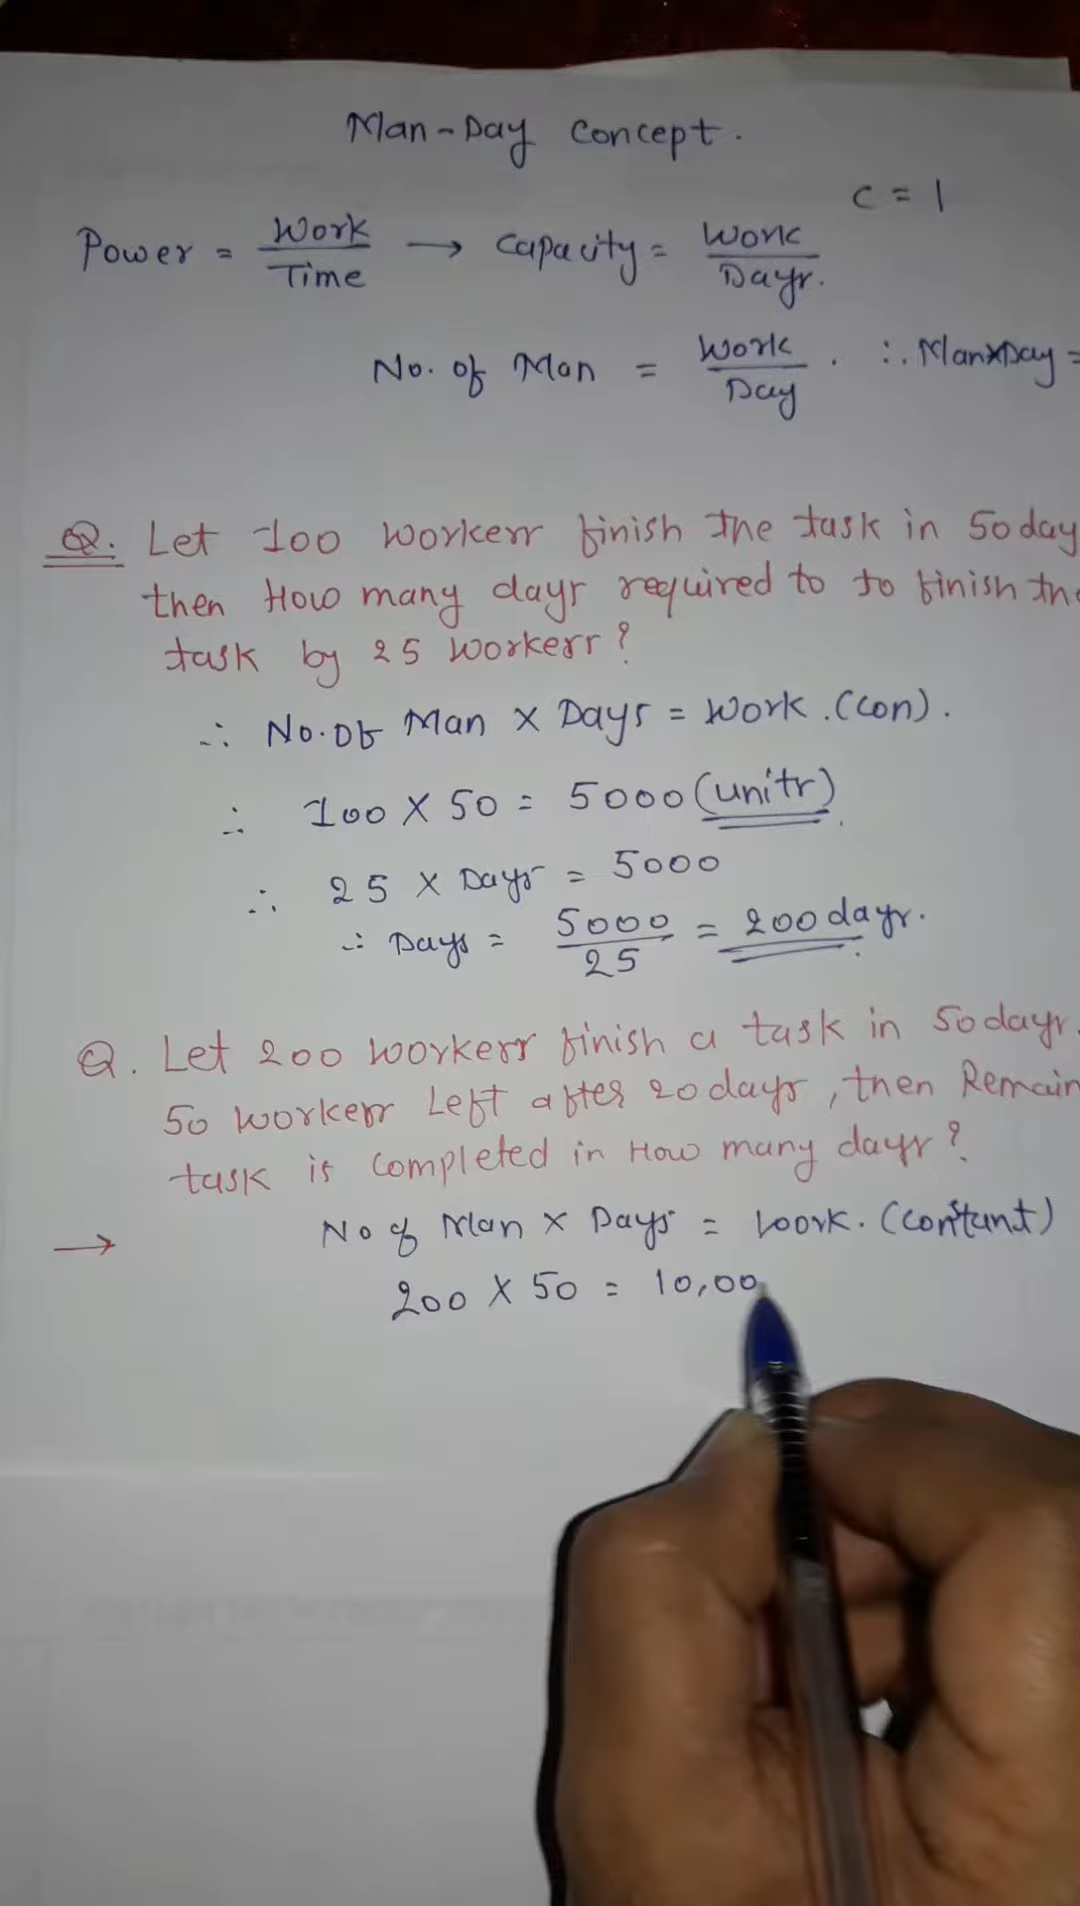 Man-Day Concept.
C = 1
Power = Work / Time → Capacity = Work / Days.
No. of Man = Work / Day . ∴ Man×Day =
Q. Let 100 workers finish the task in 50 day
then How many days required to to finish the
task by 25 workers?
∴ No. Of Man × Days = Work. (Con).
∴ 100 × 50 = 5000 (units).
∴ 25 × Days = 5000
∴ Days = 5000 / 25 = 200 days.
Q. Let 200 workers finish a task in 50 days.
50 workers Left after 20 days, then Remain
task is completed in How many days?
→ No of Man × Days = work. (constant)
200 × 50 = 10,00